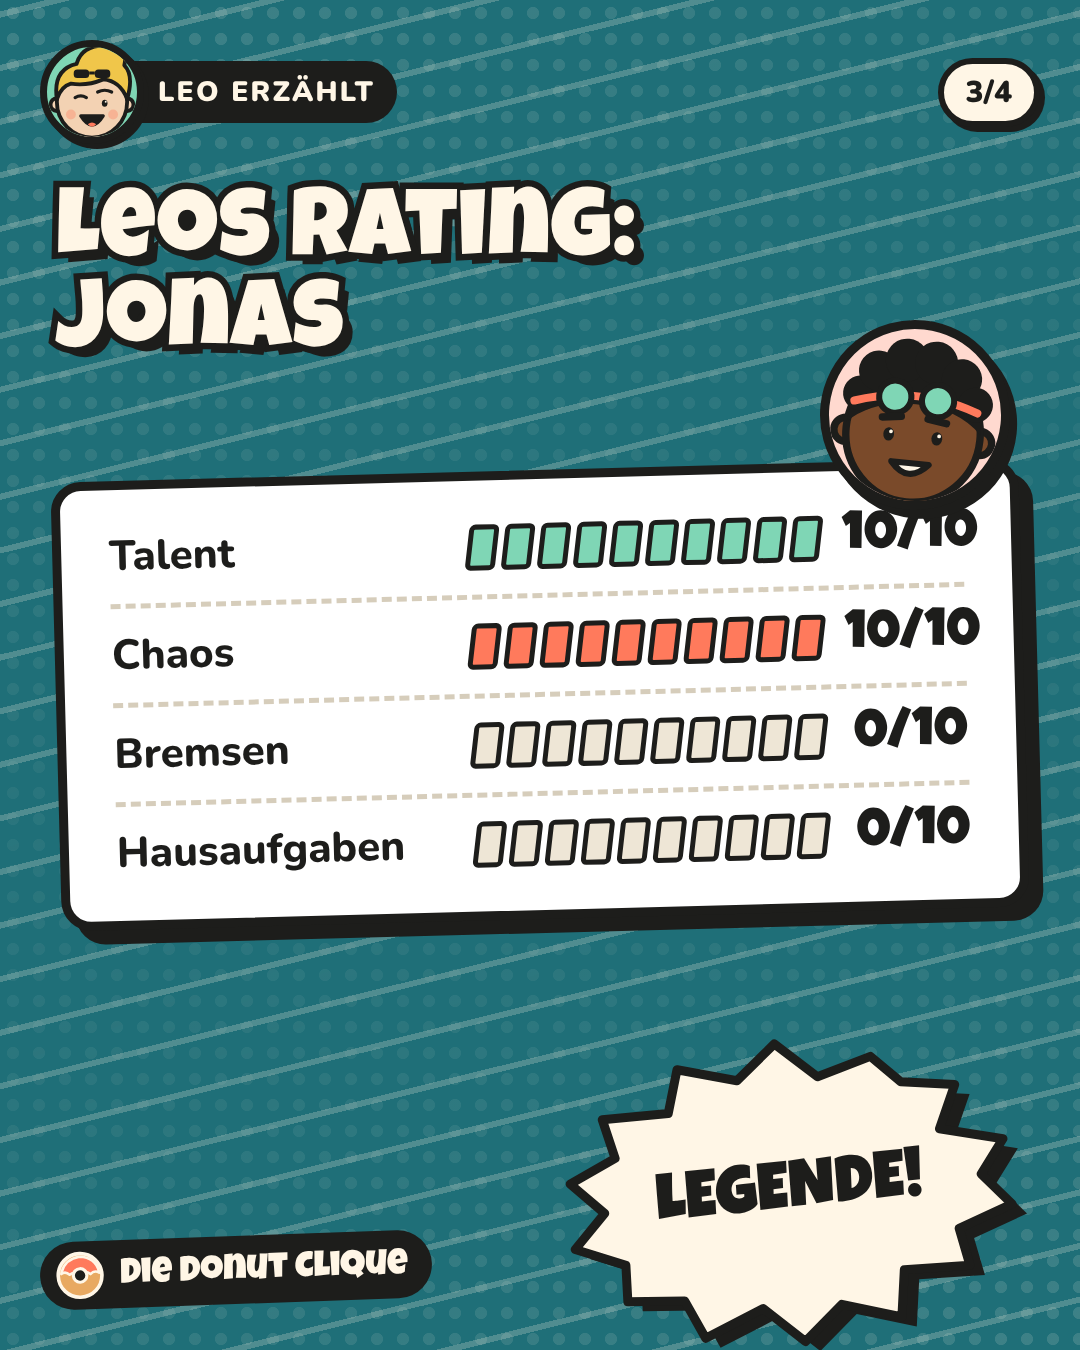 LEO ERZÄHLT
3/4
LEOS RATING:
JONAS
Talent 10/10
Chaos 10/10
Bremsen 0/10
Hausaufgaben 0/10
LEGENDE!
DIE DONUT CLIQUE